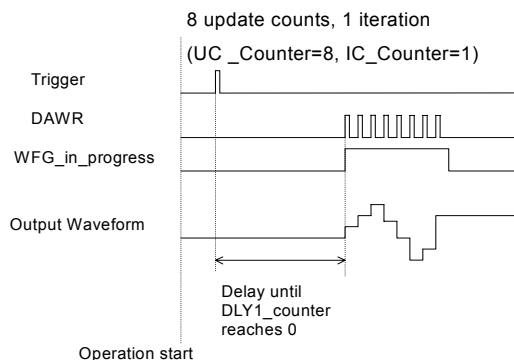 8 update counts, 1 iteration
(UC _Counter=8, IC_Counter=1)
Trigger
DAWR
WFG_in_progress
Output Waveform
Delay until
DLY1_counter
reaches 0
Operation start